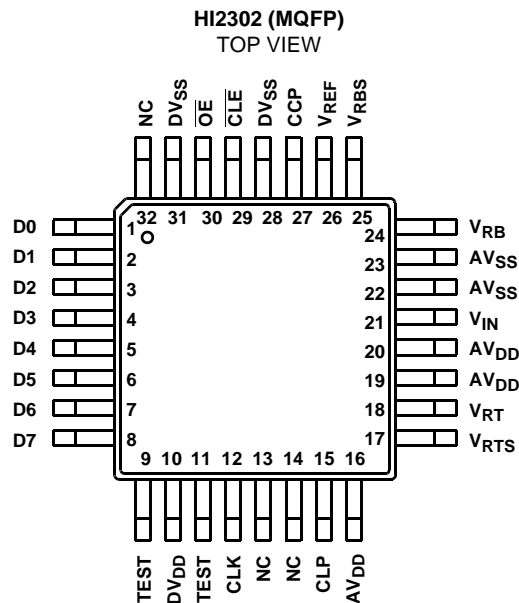 HI2302 (MQFP)
TOP VIEW
NC DVSS OE CLE DVSS CCP VREF VRBS
32 31 30 29 28 27 26 25
D0 1 24 VRB
D1 2 23 AVSS
D2 3 22 AVSS
D3 4 21 VIN
D4 5 20 AVDD
D5 6 19 AVDD
D6 7 18 VRT
D7 8 17 VRTS
9 10 11 12 13 14 15 16
TEST DVDD TEST CLK NC NC CLP AVDD